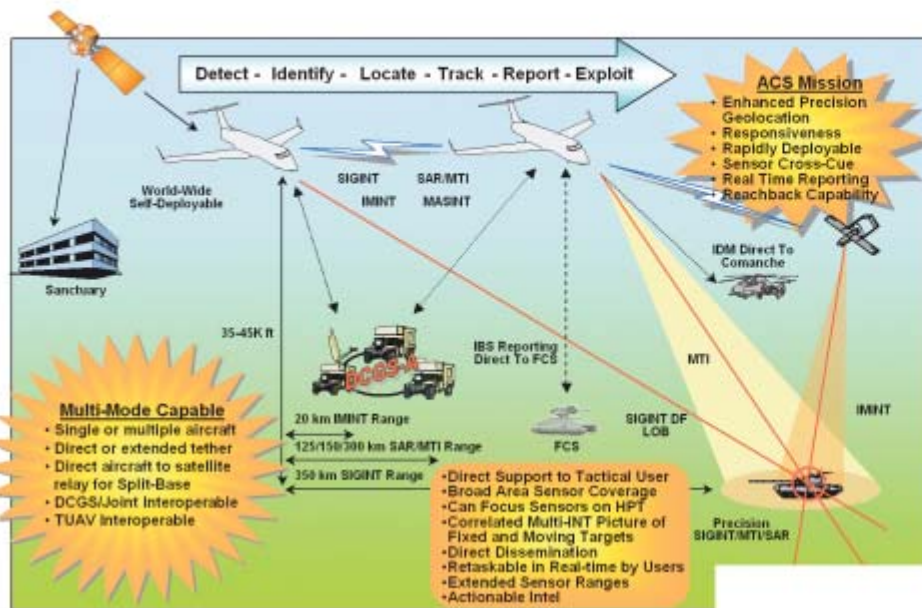 Detect - Identify - Locate - Track - Report - Exploit
ACS Mission
• Enhanced Precision
Geolocation
• Responsiveness
• Rapidly Deployable
• Sensor Cross-Cue
• Real Time Reporting
• Reachback Capability
World-Wide
Self-Deployable
SIGINT SAR/MTI
IMINT MASINT
Sanctuary
IDM Direct To
Comanche
35-45K ft
DCGS-A
IBS Reporting
Direct To FCS
MTI
IMINT
FCS
SIGINT DF
LOB
Multi-Mode Capable
• Single or multiple aircraft
• Direct or extended tether
• Direct aircraft to satellite
relay for Split-Base
• DCGS/Joint Interoperable
• TUAV Interoperable
20 km IMINT Range
125/150/300 km SAR/MTI Range
350 km SIGINT Range
• Direct Support to Tactical User
• Broad Area Sensor Coverage
• Can Focus Sensors on HPT
• Correlated Multi-INT Picture of
Fixed and Moving Targets
• Direct Dissemination
• Retaskable in Real-time by Users
• Extended Sensor Ranges
• Actionable Intel
Precision
SIGINT/MTI/SAR